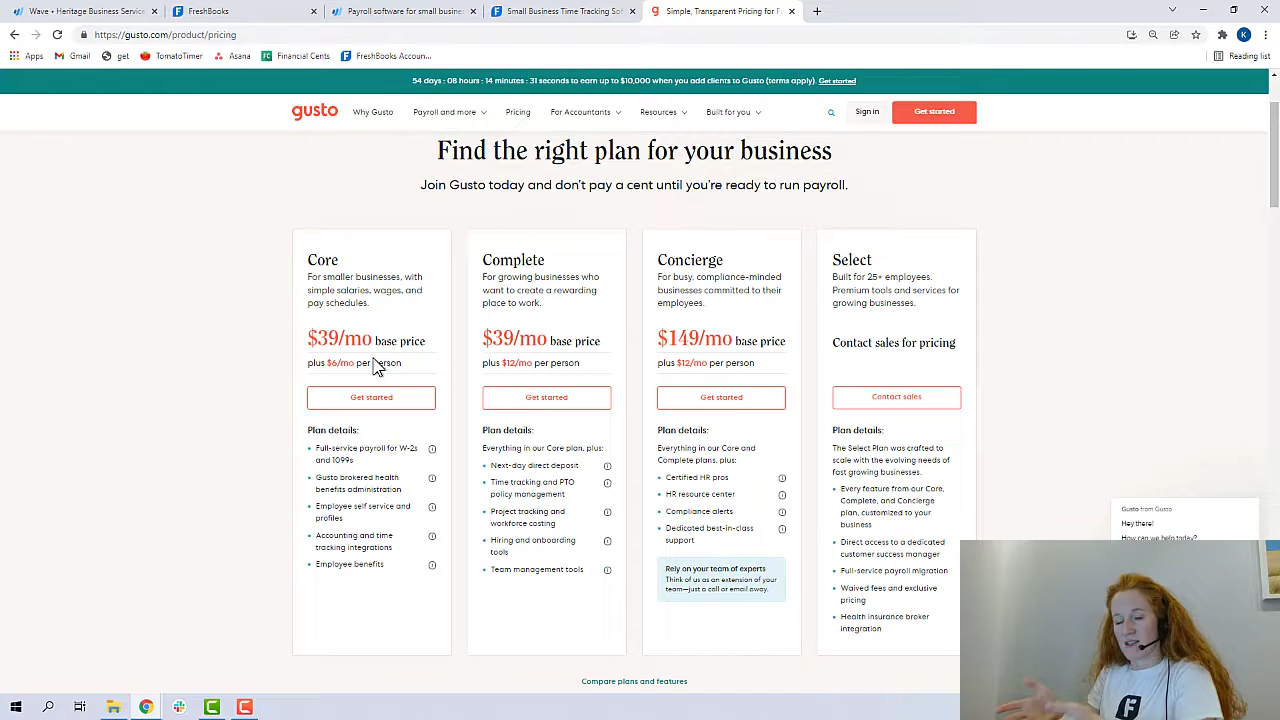 Wave • Heritage Business Service
FreshBooks
Payroll software for small busines
Small Business Time Tracking Sof
Simple, Transparent Pricing for F
https://gusto.com/product/pricing
Apps
Gmail
get
TomatoTimer
Asana
Financial Cents
FreshBooks Accoun...
Reading list
K
54 days : 08 hours : 14 minutes : 31 seconds to earn up to $10,000 when you add clients to Gusto (terms apply). Get started
gusto
Why Gusto
Payroll and more
Pricing
For Accountants
Resources
Built for you
Sign in
Get started
Find the right plan for your business
Join Gusto today and don't pay a cent until you're ready to run payroll.
Core
For smaller businesses, with
simple salaries, wages, and
pay schedules.
$39/mo base price
plus $6/mo per person
Get started
Plan details:
Full-service payroll for W-2s
and 1099s
Gusto brokered health
benefits administration
Employee self service and
profiles
Accounting and time
tracking integrations
Employee benefits
Complete
For growing businesses who
want to create a rewarding
place to work.
$39/mo base price
plus $12/mo per person
Get started
Plan details:
Everything in our Core plan, plus:
Next-day direct deposit
Time tracking and PTO
policy management
Project tracking and
workforce costing
Hiring and onboarding
tools
Team management tools
Concierge
For busy, compliance-minded
businesses committed to their
employees.
$149/mo base price
plus $12/mo per person
Get started
Plan details:
Everything in our Core and
Complete plans, plus:
Certified HR pros
HR resource center
Compliance alerts
Dedicated best-in-class
support
Rely on your team of experts
Think of us as an extension of your
team—just a call or email away.
Select
Built for 25+ employees.
Premium tools and services for
growing businesses.
Contact sales for pricing
Contact sales
Plan details:
The Select Plan was crafted to
scale with the evolving needs of
fast growing businesses.
Every feature from our Core,
Complete, and Concierge
plan, customized to your
business
Direct access to a dedicated
customer success manager
Full-service payroll migration
Waived fees and exclusive
pricing
Health insurance broker
integration
Compare plans and features
Gusto from Gusto
Hey there!
How can we help today?
F